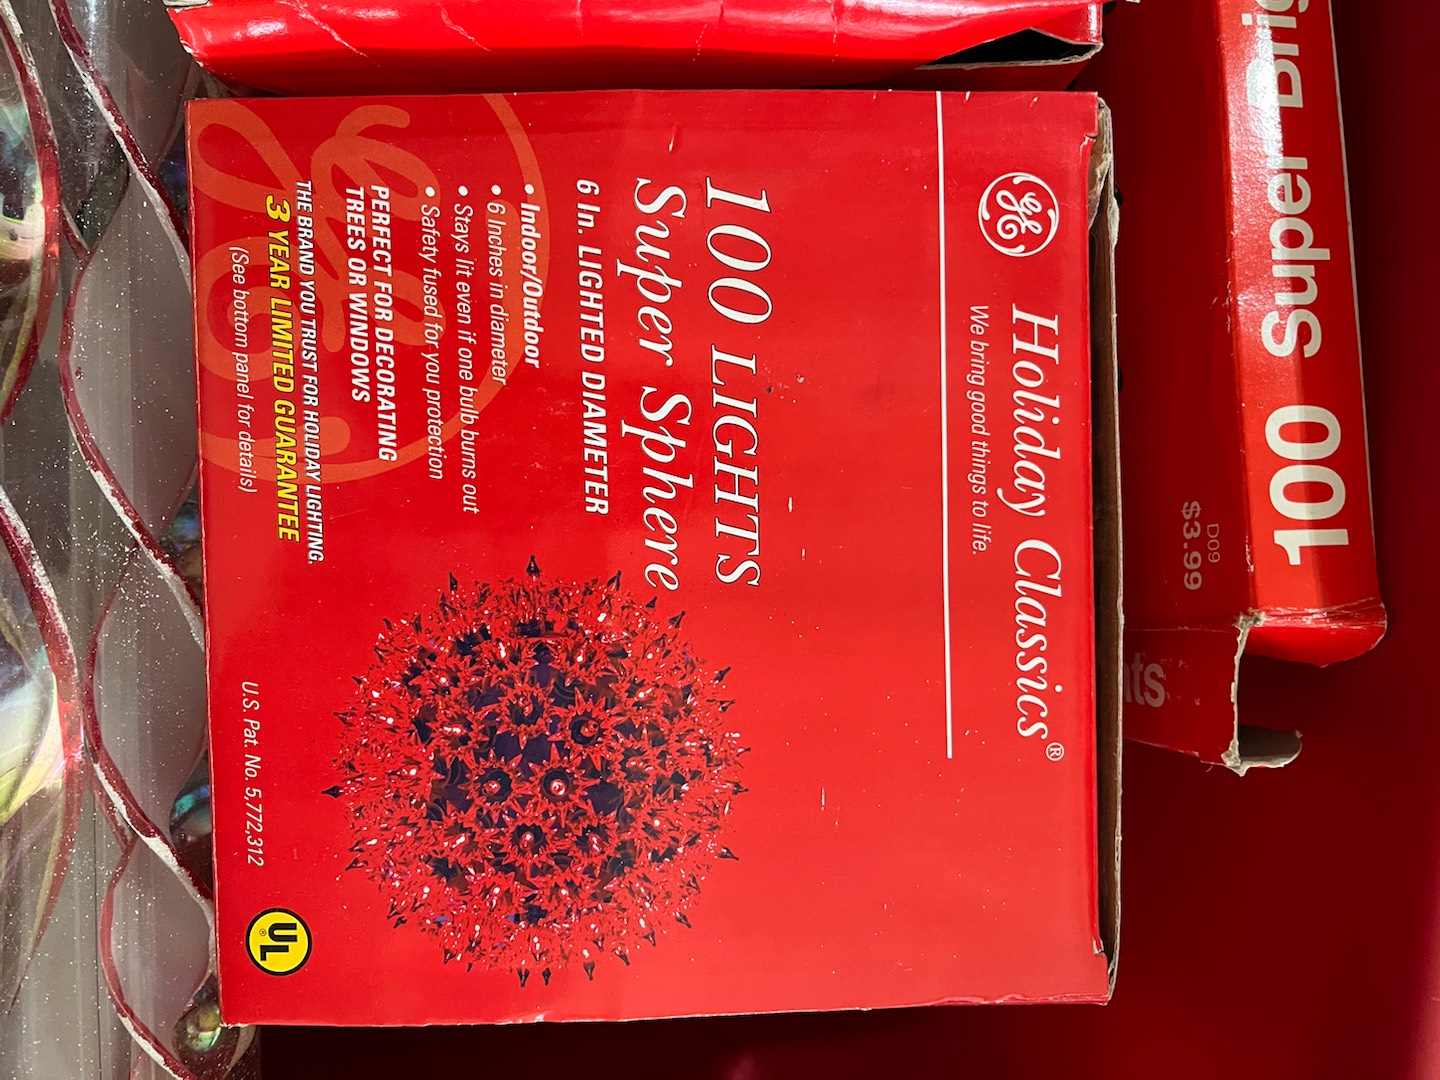 Holiday Classics®
We bring good things to life.
100 LIGHTS
Super Sphere
6 In. LIGHTED DIAMETER
• Indoor/Outdoor
• 6 Inches in diameter
• Stays lit even if one bulb burns out
• Safety fused for you protection
PERFECT FOR DECORATING
TREES OR WINDOWS
THE BRAND YOU TRUST FOR HOLIDAY LIGHTING.
3 YEAR LIMITED GUARANTEE
(See bottom panel for details)
U.S. Pat. No. 5,772,312
UL
®
100 Super
D09
$3.99